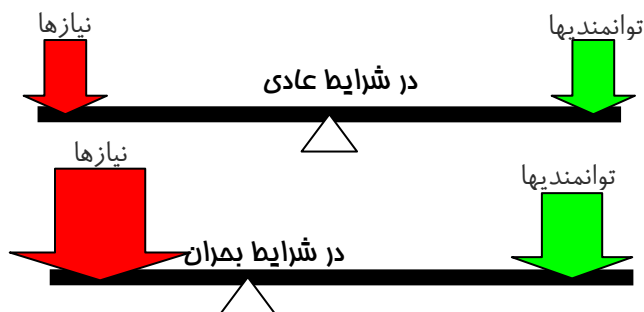 توانمندیها
نیازها
در شرایط عادی
نیازها
توانمندیها
در شرایط بحران